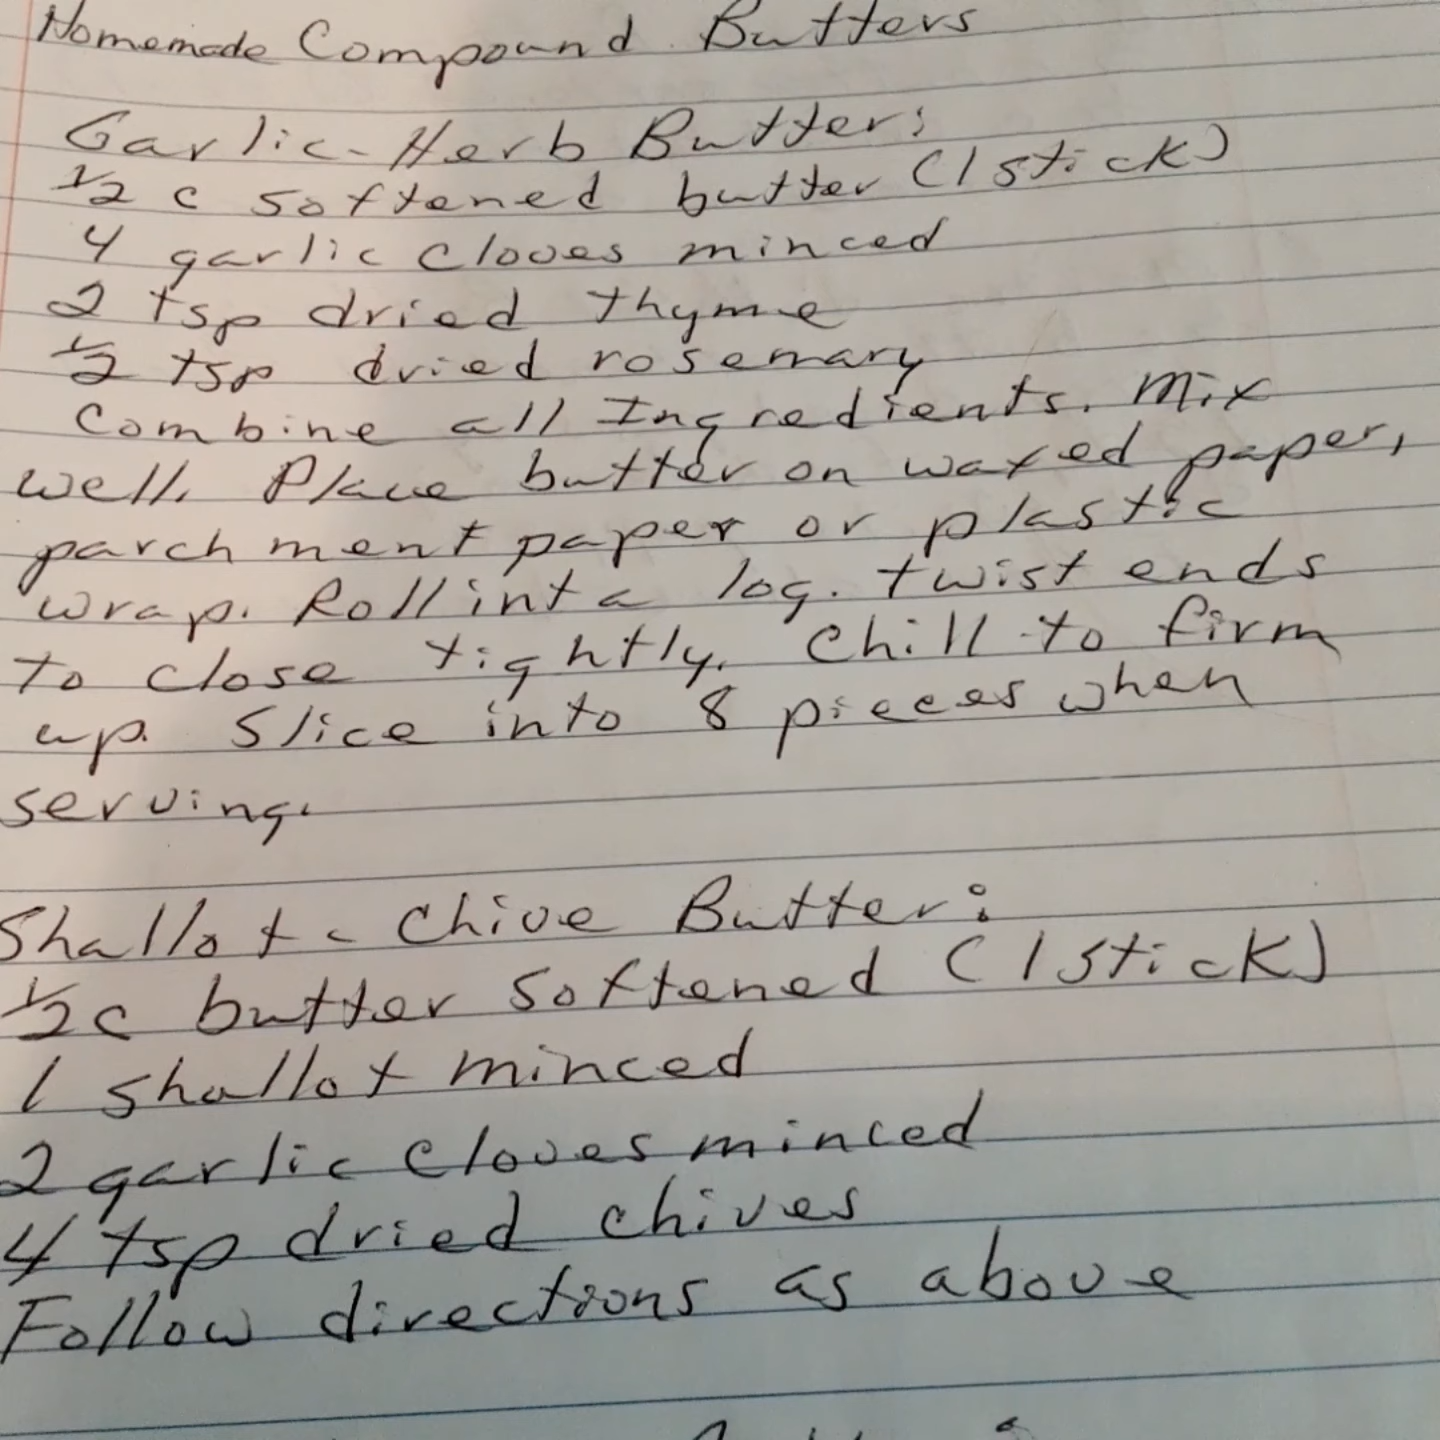 Homemade Compound Butters
Garlic-Herb Butter:
1/2 c softened butter (1 stick)
4 garlic cloves minced
2 tsp dried thyme
1/2 tsp dried rosemary
Combine all Ingredients. Mix
well. Place butter on waxed paper,
parchment paper or plastic
wrap. Roll int a log. twist ends
to close tightly. Chill to firm
up. Slice into 8 pieces when
serving.
Shallot - Chive Butter:
1/2 c butter softened (1 stick)
1 shallot minced
2 garlic cloves minced
4 tsp dried chives
Follow directions as above